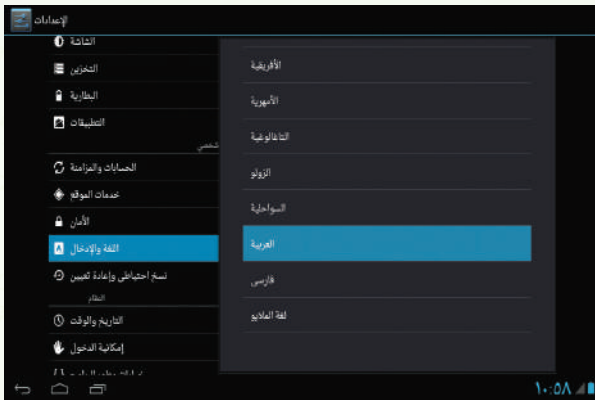 الإعدادات
الشاشة
التخزين
البطارية
التطبيقات
شخصي
الحسابات والمزامنة
خدمات الموقع
الأمان
اللغة والإدخال
نسخ احتياطي وإعادة تعيين
النظام
التاريخ والوقت
إمكانية الدخول
الأفريقية
الأمهرية
التاغالوغية
الزولو
السواحلية
العربية
فارسی
لغة الملايو
١٠:٥٨